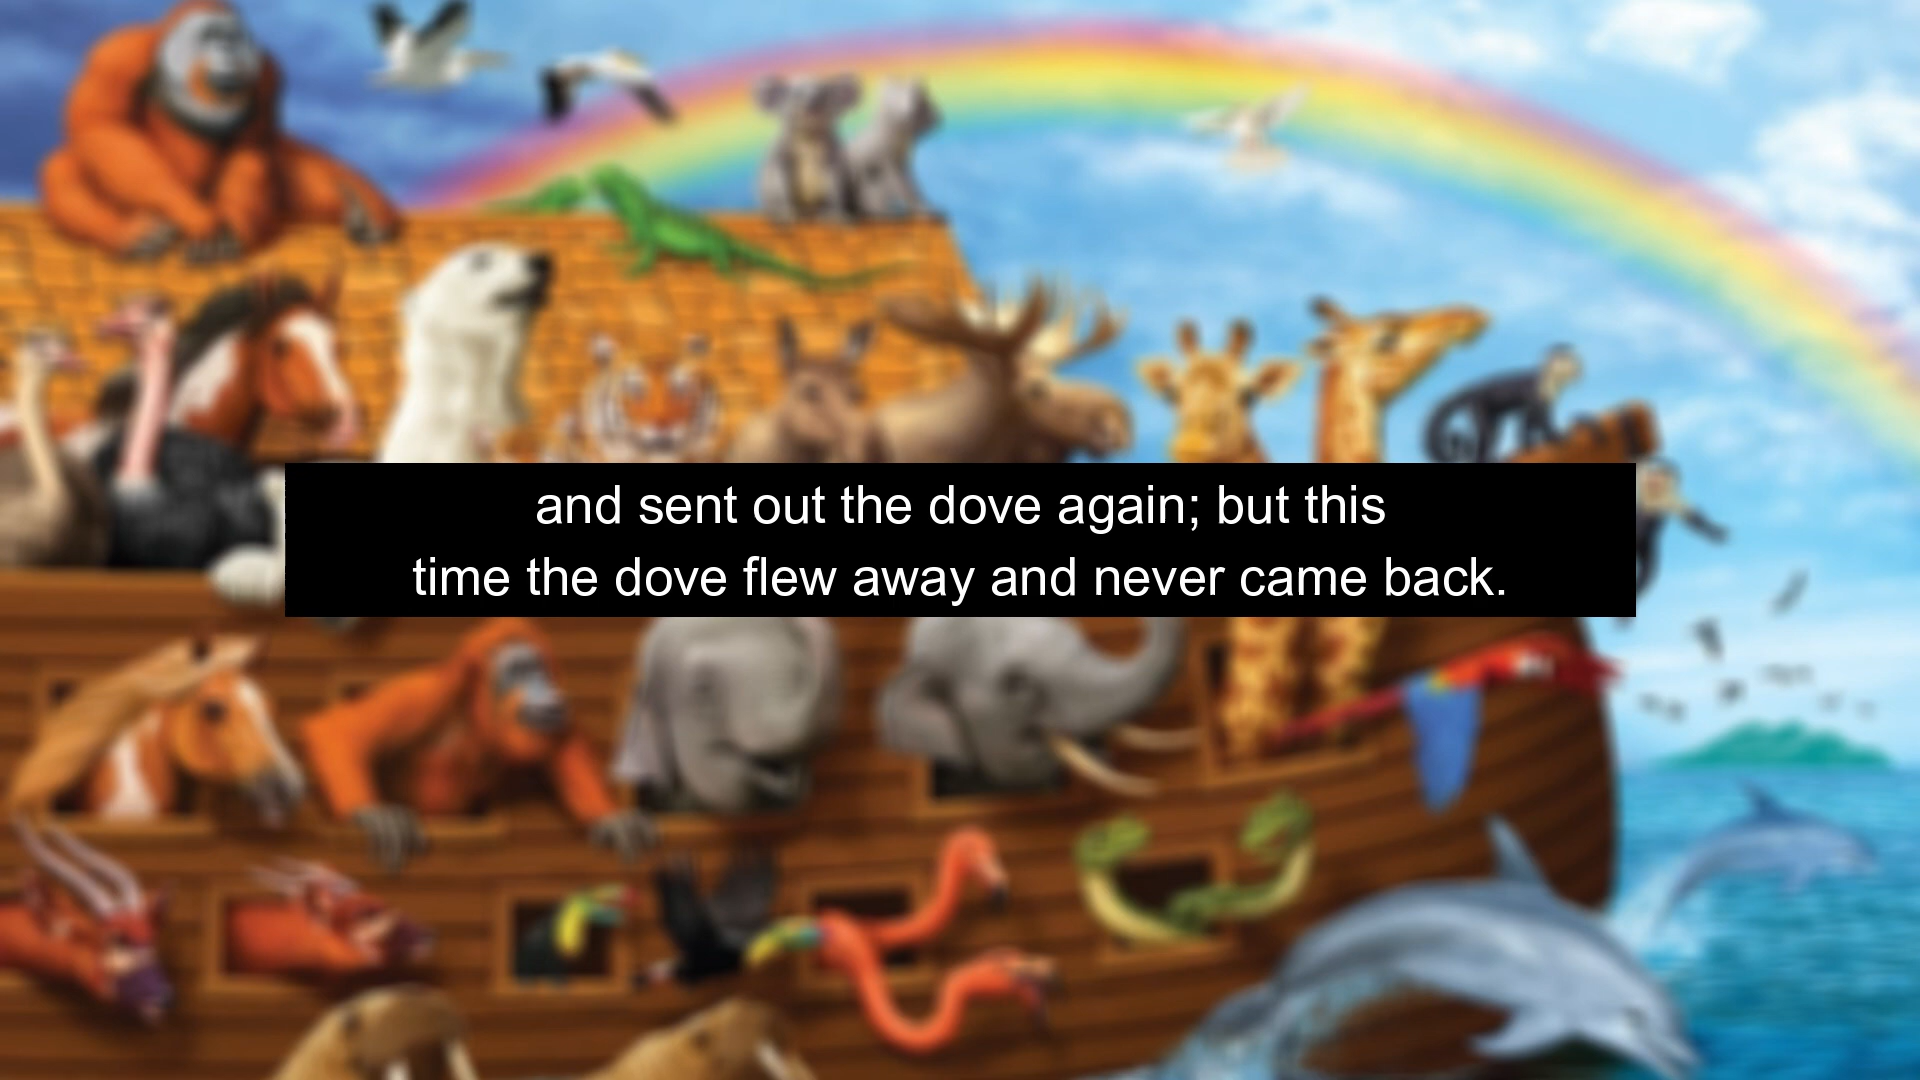 and sent out the dove again; but this
time the dove flew away and never came back.